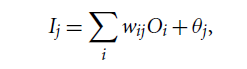 I_j = \sum_i w_{ij} O_i + \theta_j,